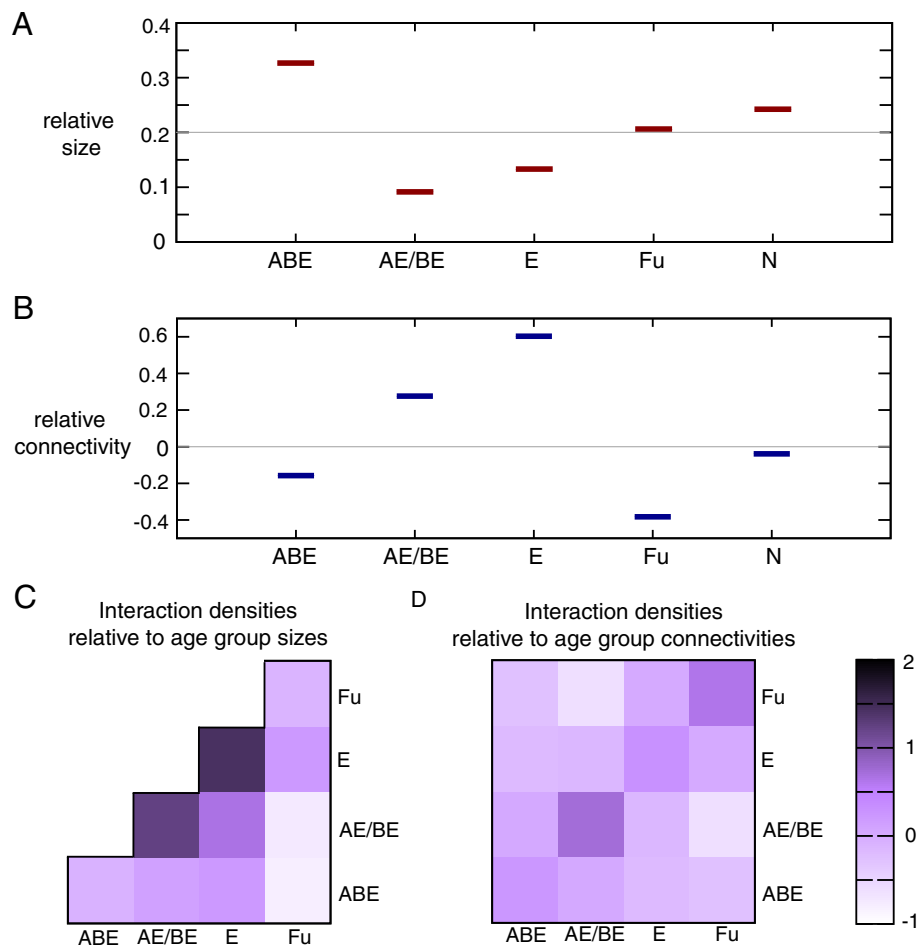 A
0.4
0.3
0.2
0.1
0
relative
size
ABE AE/BE E Fu N
B
0.6
0.4
0.2
0
-0.2
-0.4
relative
connectivity
ABE AE/BE E Fu N
C
Interaction densities
relative to age group sizes
Fu
E
AE/BE
ABE
ABE AE/BE E Fu
D
Interaction densities
relative to age group connectivities
Fu
E
AE/BE
ABE
ABE AE/BE E Fu
2
1
0
-1